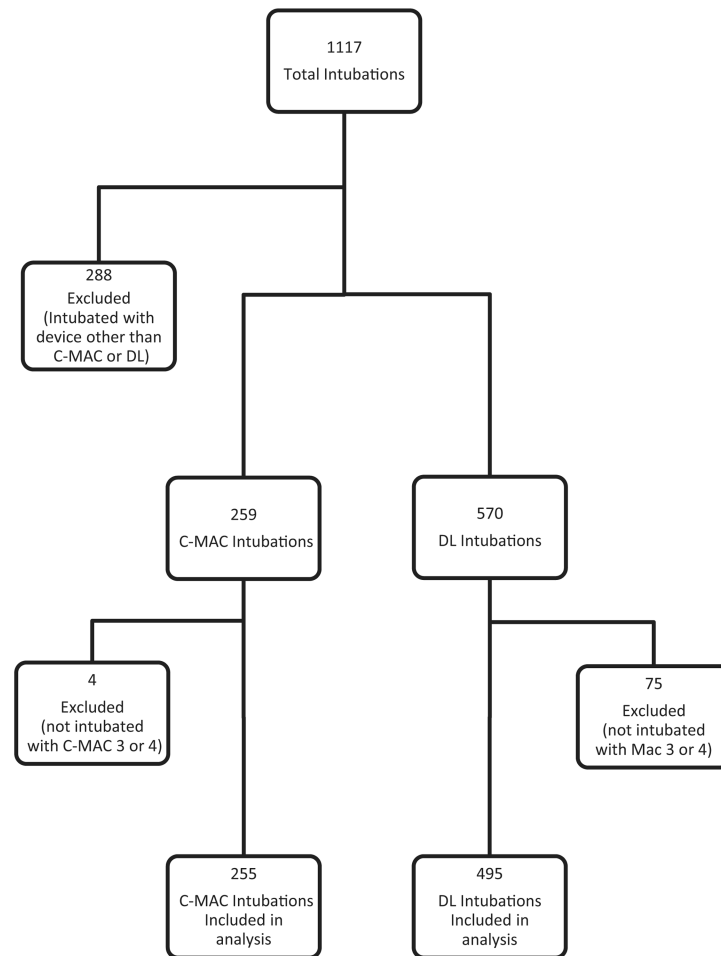 1117
Total Intubations
288
Excluded
(Intubated with
device other than
C-MAC or DL)
259
C-MAC Intubations
570
DL Intubations
4
Excluded
(not intubated
with C-MAC 3 or 4)
75
Excluded
(not intubated
with Mac 3 or 4)
255
C-MAC Intubations
Included in
analysis
495
DL Intubations
Included in
analysis